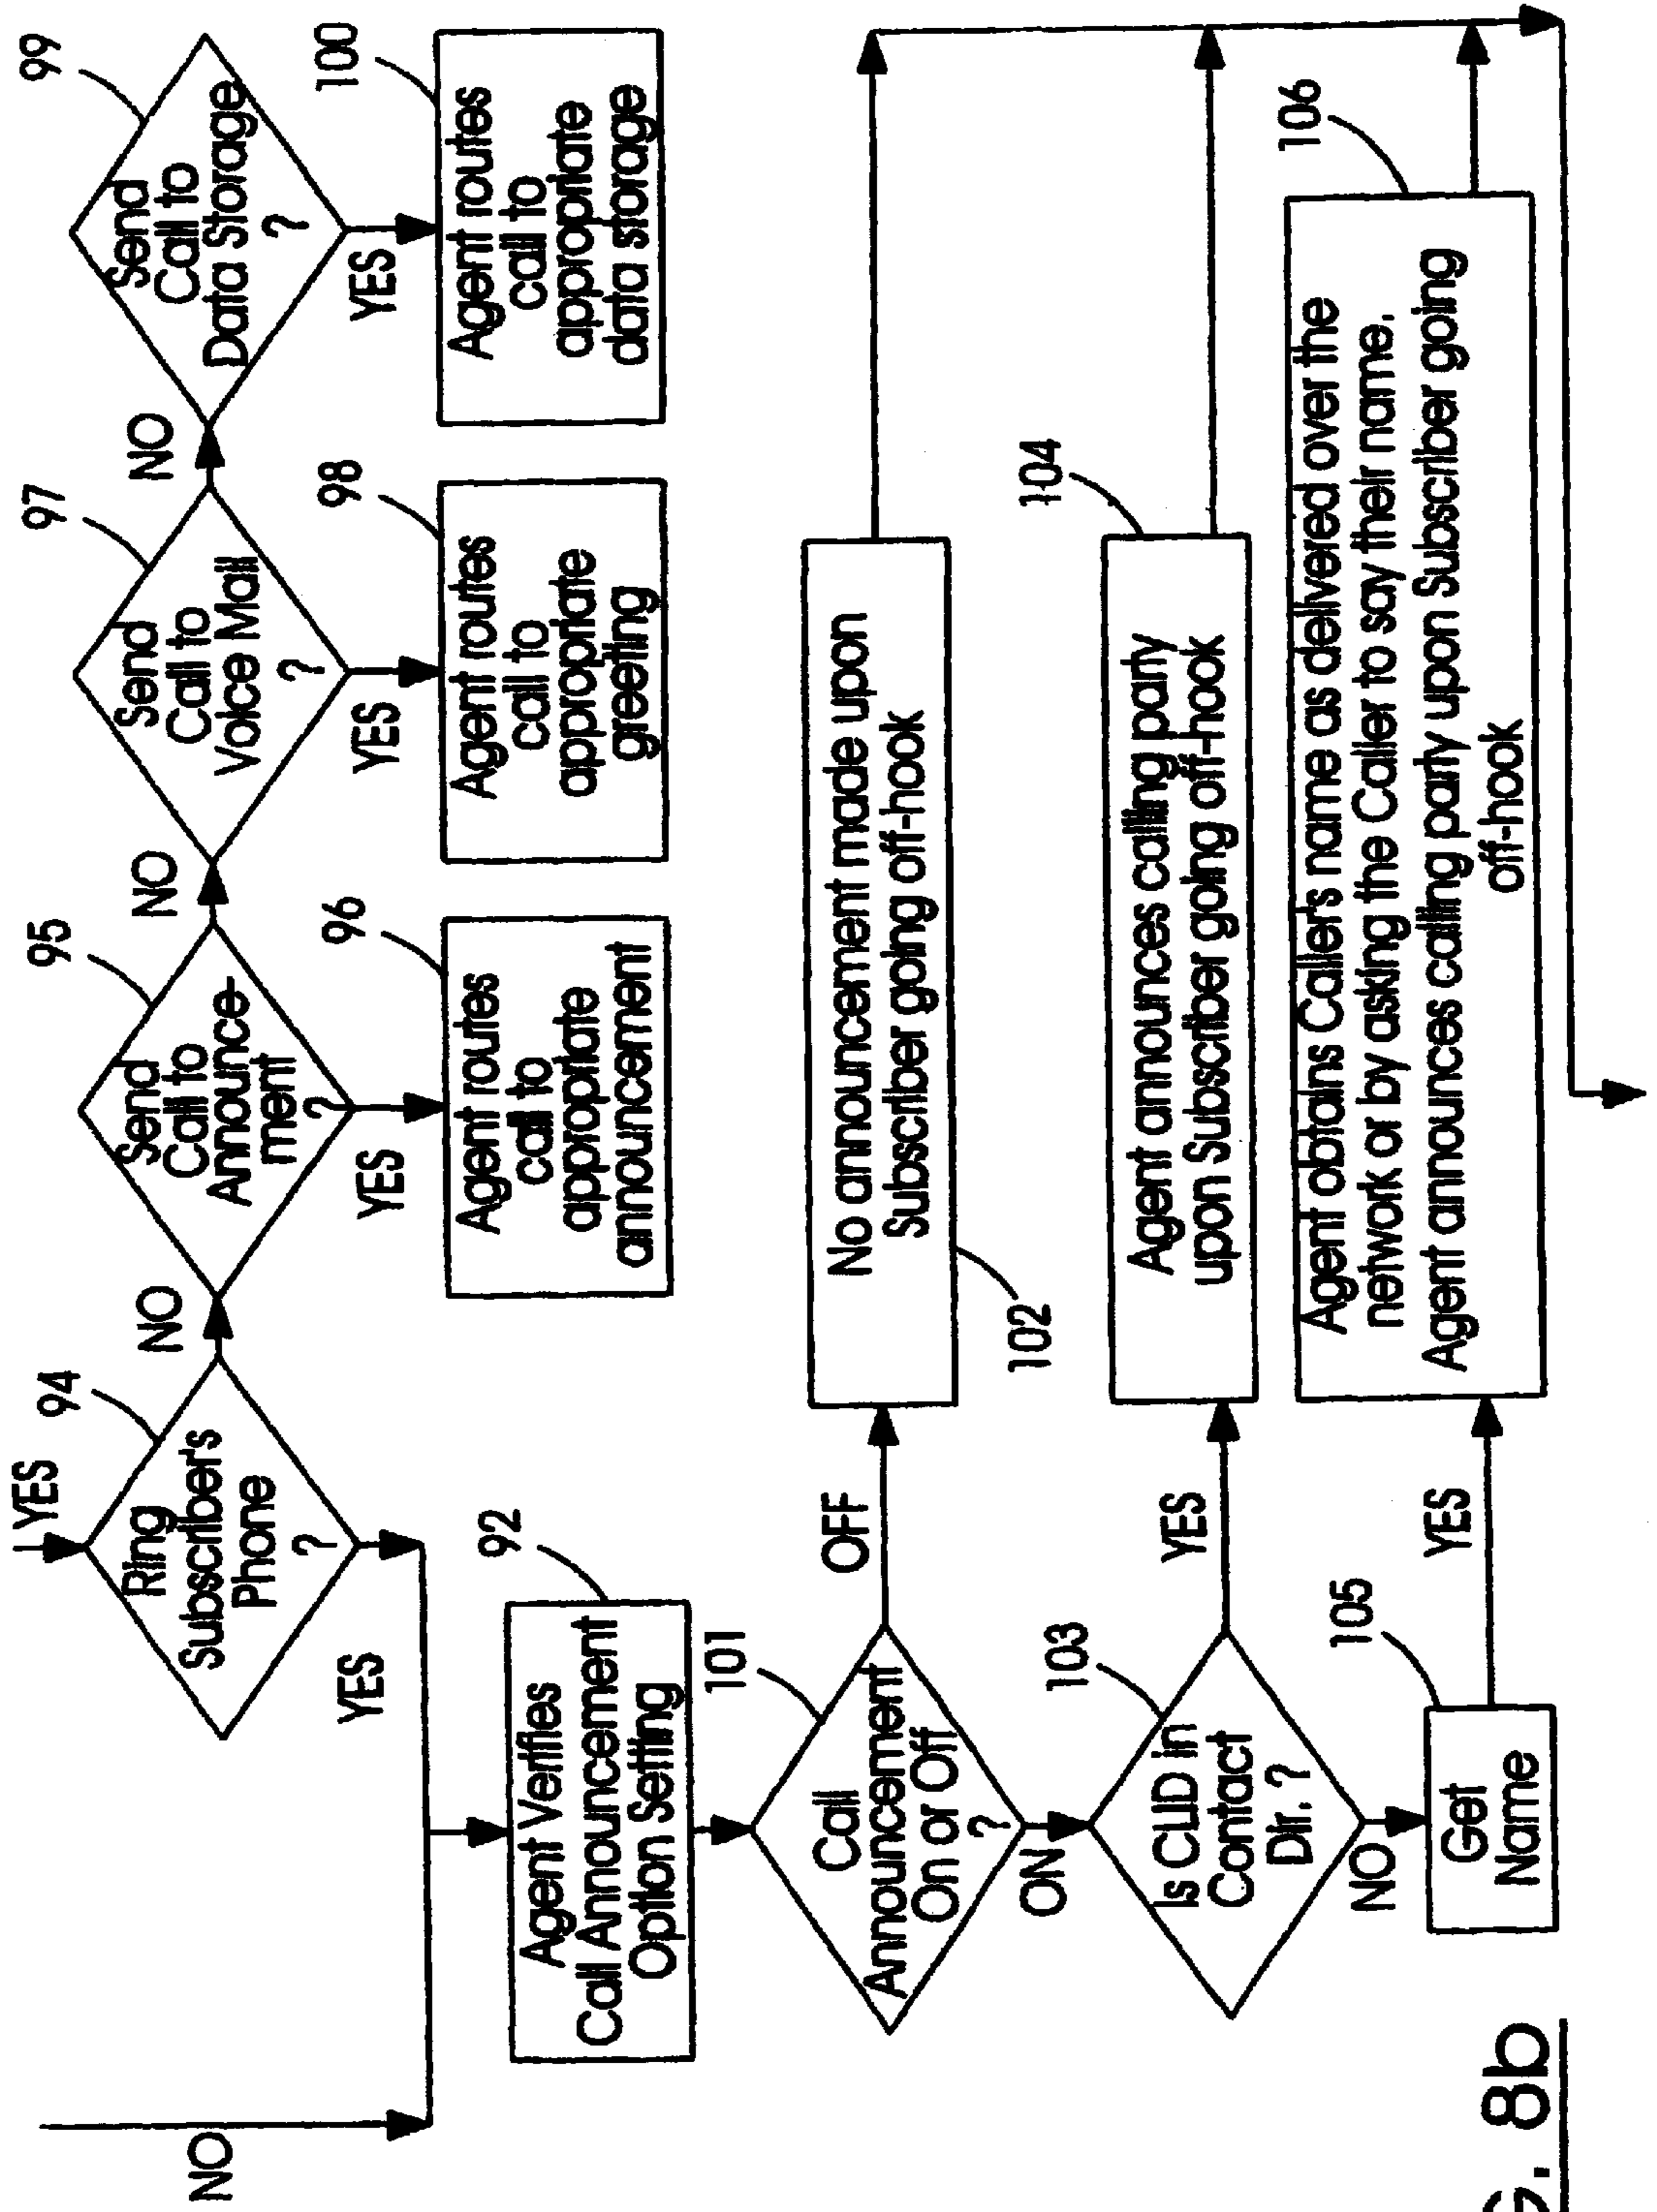 YES
94
Ring
Subscriber's
Phone
?
NO
95
Send
Call to
Announce-
ment
?
NO
97
Send
Call to
Voice Mail
?
NO
99
Send
Call to
Data Storage
?
NO
YES
YES
YES
YES
92
Agent Verifies
Call Announcement
Option Setting
96
Agent routes
call to
appropriate
announcement
98
Agent routes
call to
appropriate
greeting
100
Agent routes
call to
appropriate
data storage
101
Call
Announcement
On or Off
?
OFF
No announcement made upon
Subscriber going off-hook
102
ON
103
Is CLID in
Contact
Dir. ?
YES
104
Agent announces calling party
upon Subscriber going off-hook
NO
105
Get
Name
YES
106
Agent obtains Caller's name as delivered over the
network or by asking the Caller to say their name.
Agent announces calling party upon Subscriber going
off-hook
G. 8b